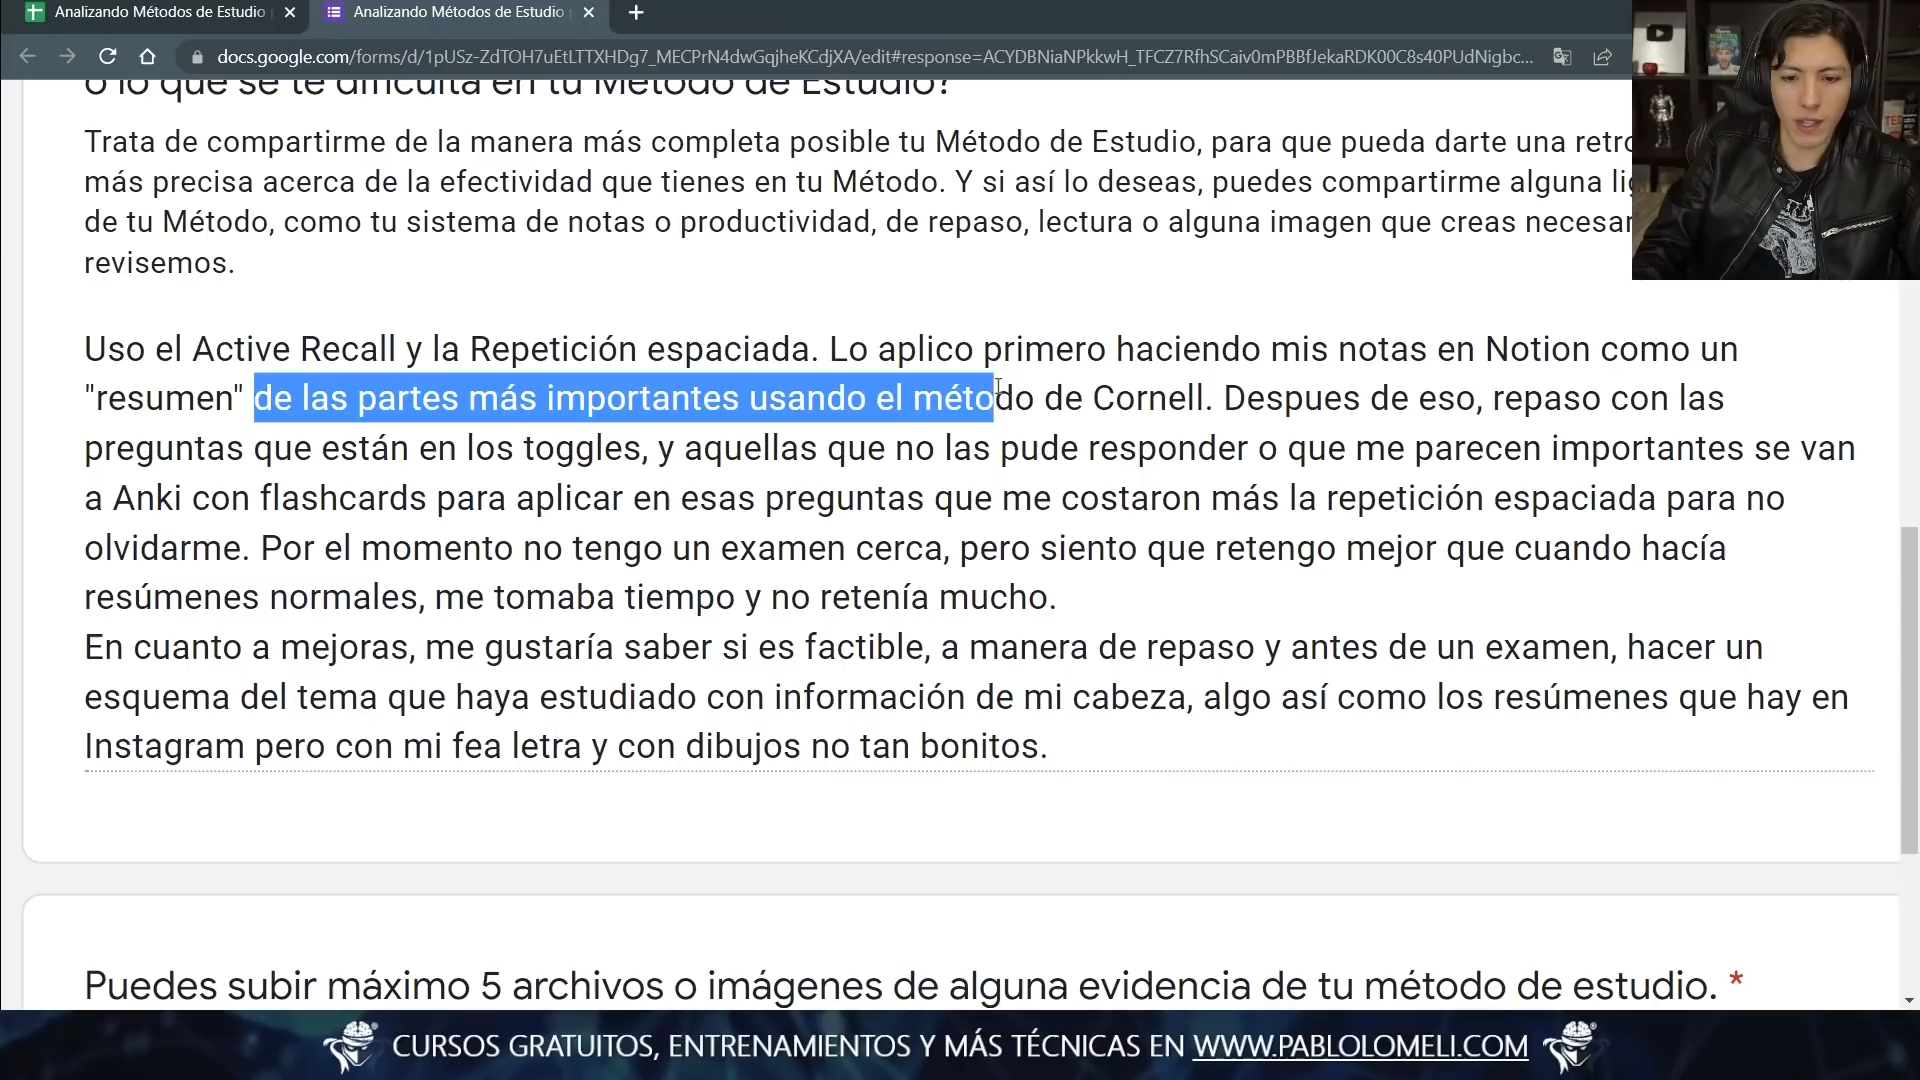 Analizando Métodos de Estudio
Analizando Métodos de Estudio
docs.google.com/forms/d/1pUSz-ZdTOH7uEtLTTXHDg7_MECPrN4dwGqjheKCdjXA/edit#response=ACYDBNiaNPkkwH_TFCZ7RfhSCaiv0mPBBfJekaRDK00C8s40PUdNigbc...
o lo que se te dificulta en tu Método de Estudio?
Trata de compartirme de la manera más completa posible tu Método de Estudio, para que pueda darte una retro
más precisa acerca de la efectividad que tienes en tu Método. Y si así lo deseas, puedes compartirme alguna lig
de tu Método, como tu sistema de notas o productividad, de repaso, lectura o alguna imagen que creas necesar
revisemos.
Uso el Active Recall y la Repetición espaciada. Lo aplico primero haciendo mis notas en Notion como un
"resumen" de las partes más importantes usando el método de Cornell. Despues de eso, repaso con las
preguntas que están en los toggles, y aquellas que no las pude responder o que me parecen importantes se van
a Anki con flashcards para aplicar en esas preguntas que me costaron más la repetición espaciada para no
olvidarme. Por el momento no tengo un examen cerca, pero siento que retengo mejor que cuando hacía
resúmenes normales, me tomaba tiempo y no retenía mucho.
En cuanto a mejoras, me gustaría saber si es factible, a manera de repaso y antes de un examen, hacer un
esquema del tema que haya estudiado con información de mi cabeza, algo así como los resúmenes que hay en
Instagram pero con mi fea letra y con dibujos no tan bonitos.
Puedes subir máximo 5 archivos o imágenes de alguna evidencia de tu método de estudio. *
CURSOS GRATUITOS, ENTRENAMIENTOS Y MÁS TÉCNICAS EN WWW.PABLOLOMELI.COM